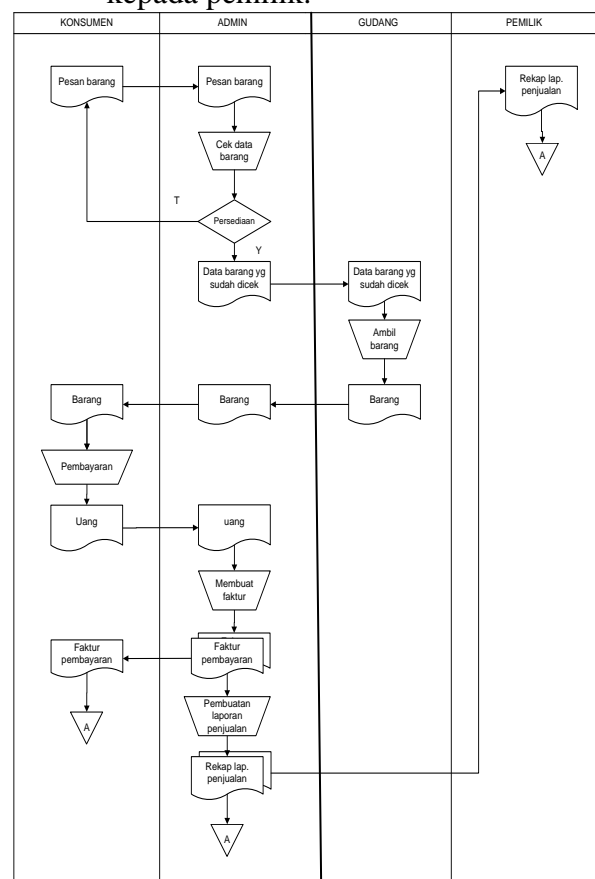 kepada pemilik.
KONSUMEN
ADMIN
GUDANG
PEMILIK
Pesan barang
Pesan barang
Rekap lap.
penjualan
A
Cek data
barang
T
Persediaan
Y
Data barang yg
sudah dicek
Data barang yg
sudah dicek
Ambil
barang
Barang
Barang
Barang
Pembayaran
Uang
uang
Membuat
faktur
Faktur
pembayaran
Faktur
pembayaran
A
Pembuatan
laporan
penjualan
Rekap lap.
penjualan
A